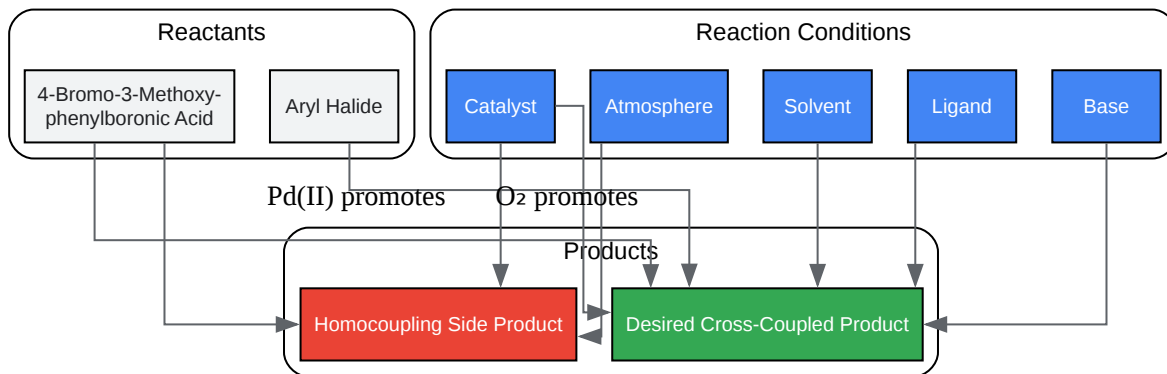 Reactants
Reaction Conditions
4-Bromo-3-Methoxy-
phenylboronic Acid
Aryl Halide
Catalyst
Atmosphere
Solvent
Ligand
Base
Pd(II) promotes
O₂ promotes
Products
Homocoupling Side Product
Desired Cross-Coupled Product